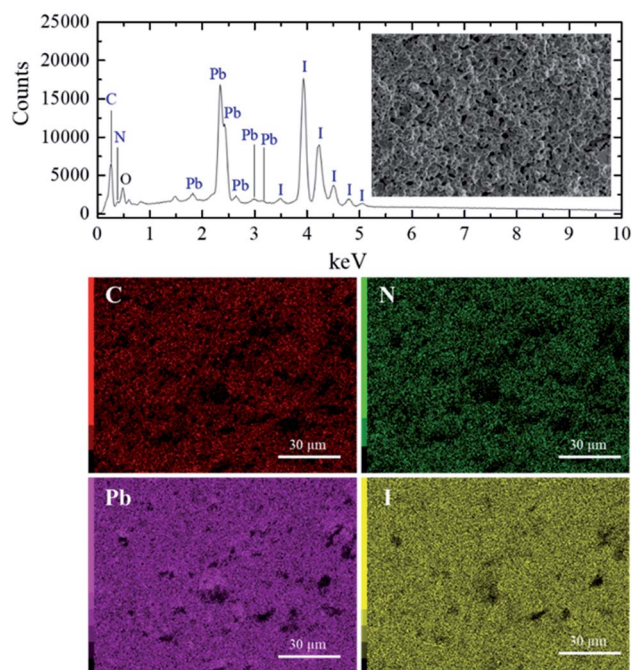 25000
20000
15000
10000
5000
0
Counts
C
N
O
Pb
Pb
Pb
Pb
Pb
Pb
I
I
I
I
I
I
0 1 2 3 4 5 6 7 8 9 10
keV
C
30 μm
N
30 μm
Pb
30 μm
I
30 μm